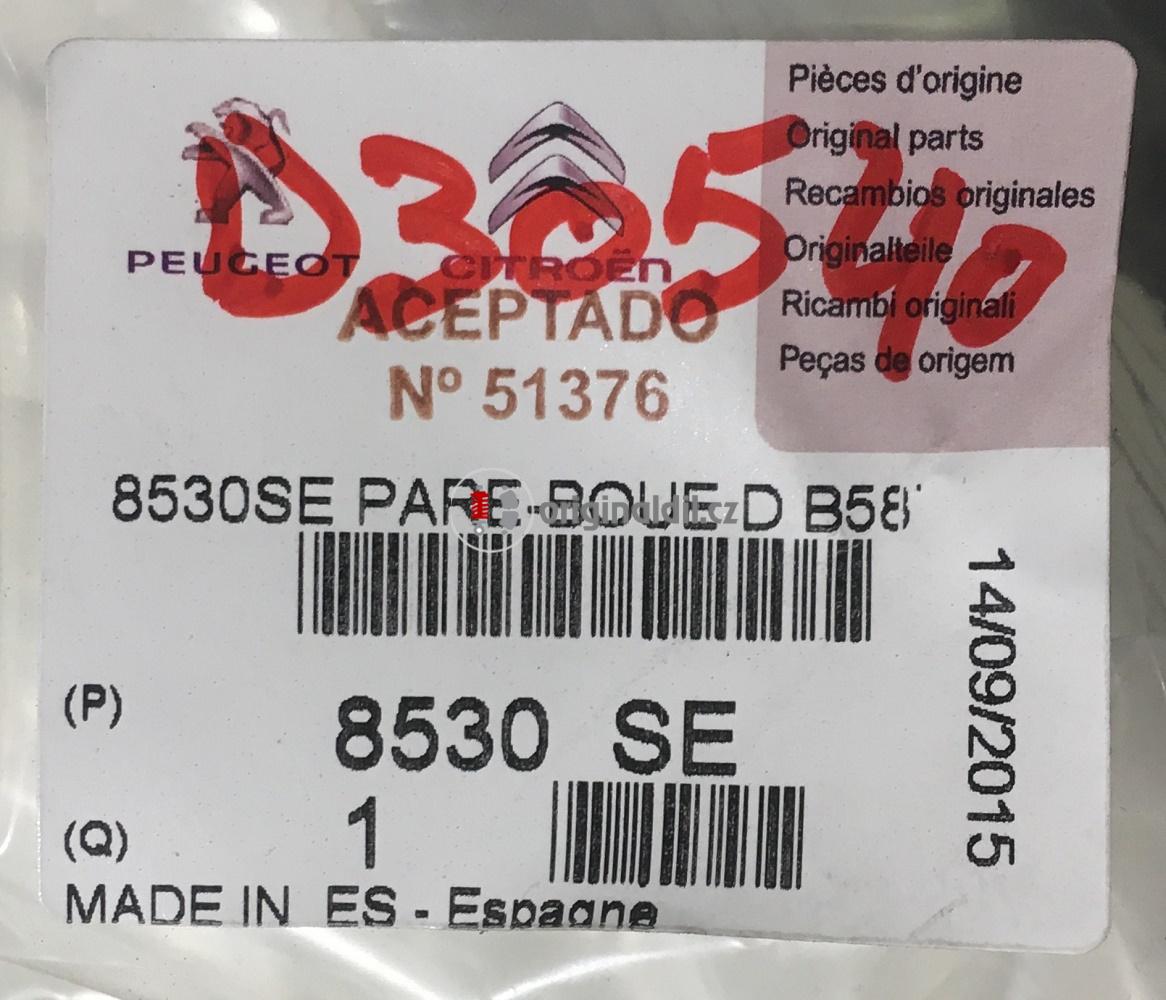 Pièces d'origine
Original parts
Recambios originales
Originalteile
Ricambi originali
Peças de origem
D30540
PEUGEOT
CITROËn
ACEPTADO
Nº 51376
8530SE PARE-BOUE D B58
originaldil.cz
(P) 8530 SE
(Q) 1
MADE IN ES - Espagne
14/09/2015